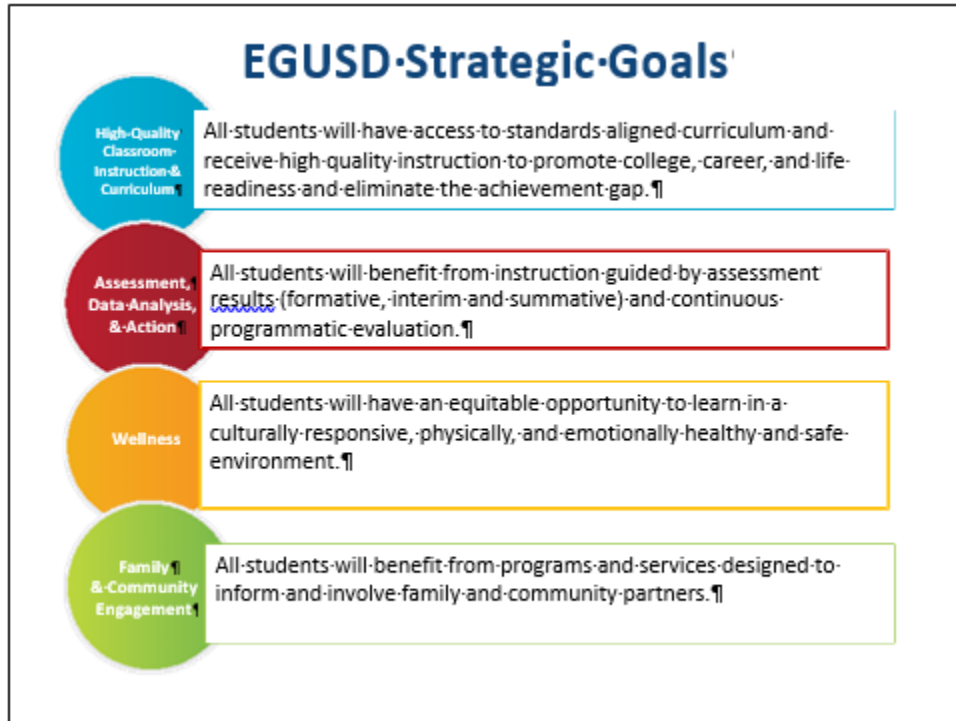 EGUSD·Strategic·Goals
High·Quality
Classroom·
Instruction·&
Curriculum¶
All·students·will·have·access·to·standards·aligned·curriculum·and·
receive·high·quality·instruction·to·promote·college,·career,·and·life·
readiness·and·eliminate·the·achievement·gap.¶
Assessment,¶
Data·Analysis,
&·Action¶
All·students·will·benefit·from·instruction·guided·by·assessment
results·(formative,·interim·and·summative)·and·continuous·
programmatic·evaluation.¶
Wellness
All·students·will·have·an·equitable·opportunity·to·learn·in·a·
culturally·responsive,·physically,·and·emotionally·healthy·and·safe·
environment.¶
Family¶
&·Community
Engagement¶
All·students·will·benefit·from·programs·and·services·designed·to·
inform·and·involve·family·and·community·partners.¶